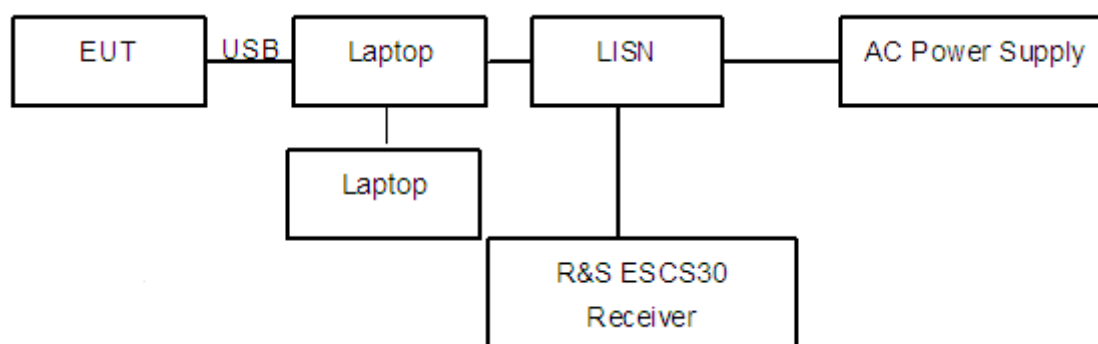 EUT
USB
Laptop
LISN
AC Power Supply
Laptop
R&S ESCS30
Receiver